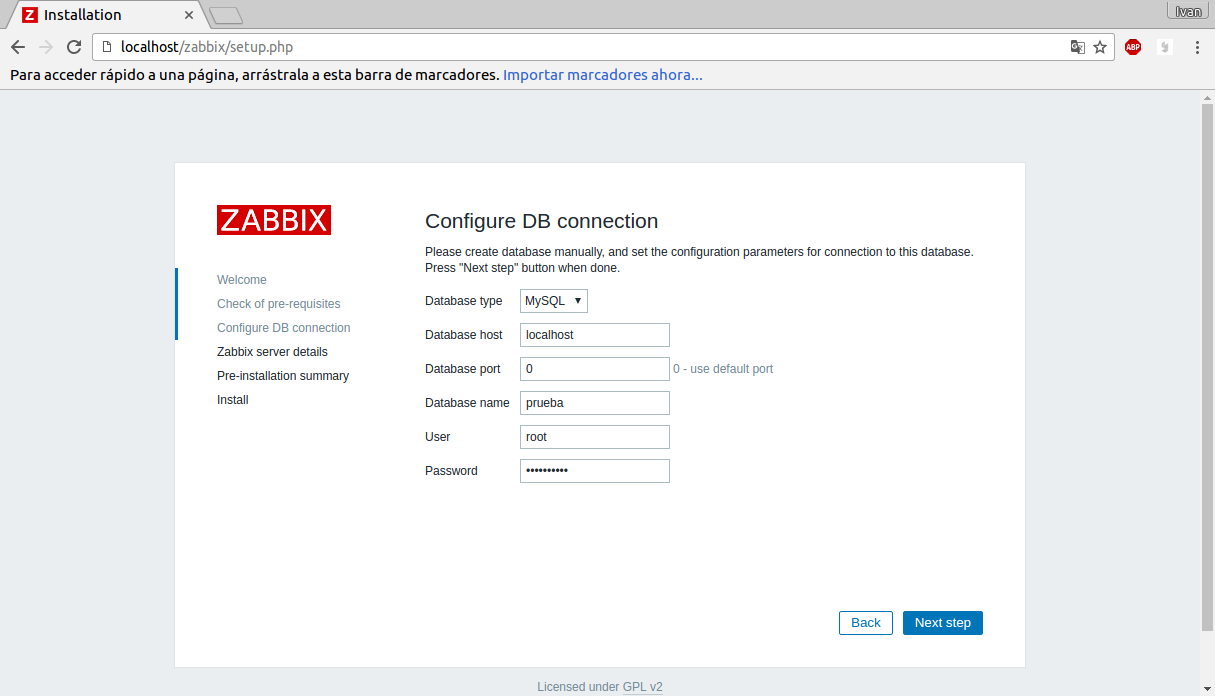 Z Installation
Ivan
localhost/zabbix/setup.php
ABP
Para acceder rápido a una página, arrástrala a esta barra de marcadores. Importar marcadores ahora...
ZABBIX
Welcome
Check of pre-requisites
Configure DB connection
Zabbix server details
Pre-installation summary
Install
Configure DB connection
Please create database manually, and set the configuration parameters for connection to this database.
Press "Next step" button when done.
Database type MySQL
Database host localhost
Database port 0 0 - use default port
Database name prueba
User root
Password ••••••••••
Back Next step
Licensed under GPL v2